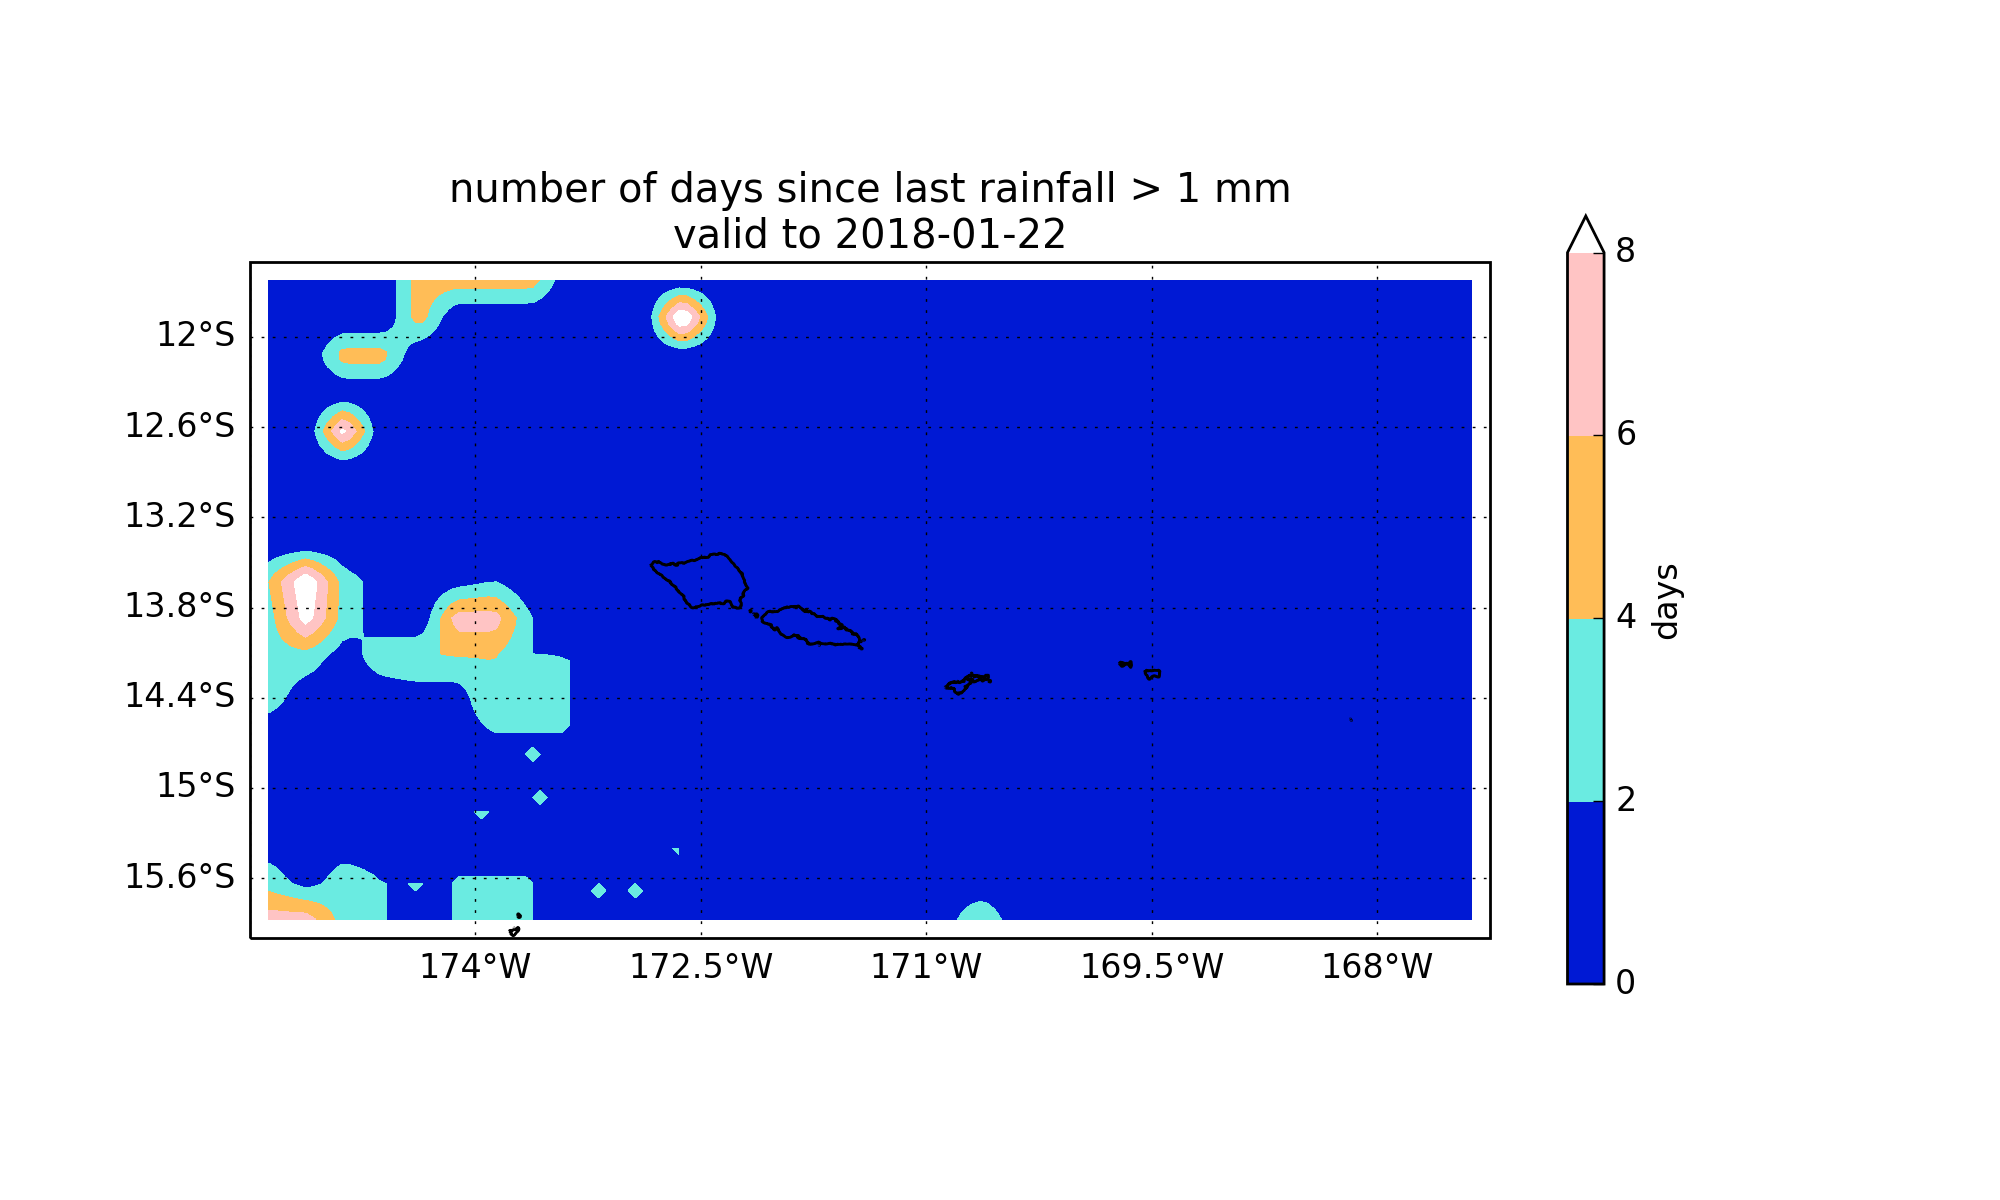 number of days since last rainfall > 1 mm
valid to 2018-01-22
12°S
12.6°S
13.2°S
13.8°S
14.4°S
15°S
15.6°S
174°W 172.5°W 171°W 169.5°W 168°W
8
6
4
2
0
days